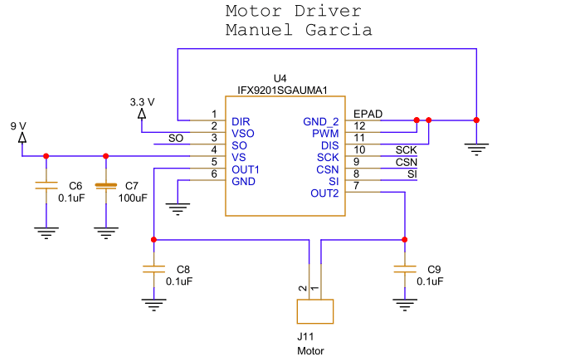 Motor Driver
Manuel Garcia
U4
IFX9201SGAUMA1
3.3 V
9 V
1 DIR
2 VSO
SO 3 SO
4 VS
5 OUT1
6 GND
EPAD GND_2
12 PWM
11 DIS
10 SCK SCK
9 CSN CSN
8 SI SI
7 OUT2
C6
0.1uF
C7
100uF
C8
0.1uF
C9
0.1uF
2 1
J11
Motor